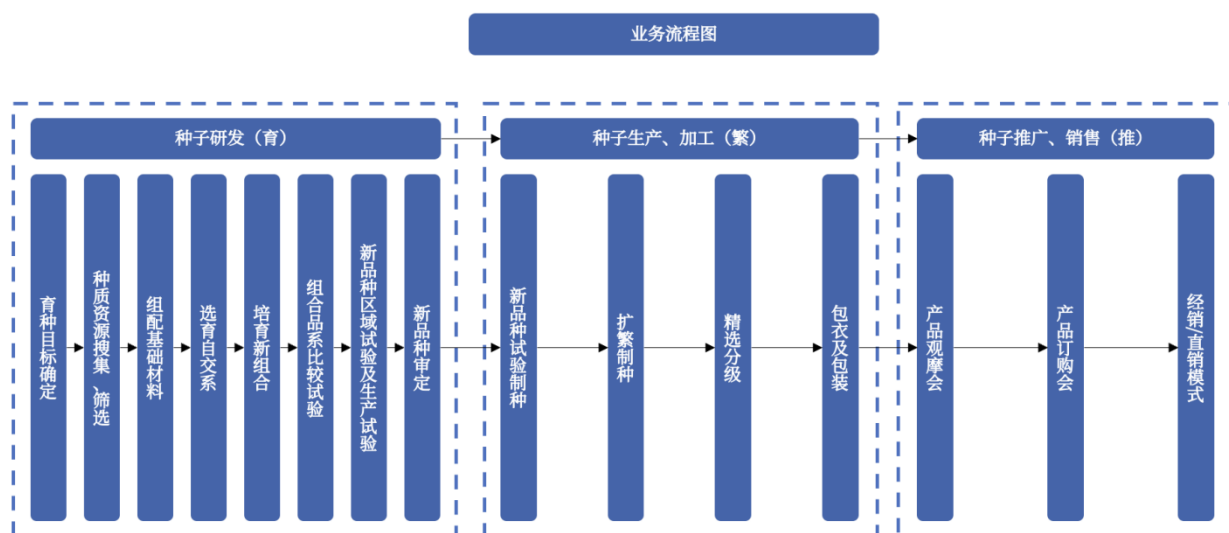 业务流程图
种子研发（育）
种子生产、加工（繁）
种子推广、销售（推）
育种目标确定
种质资源搜集、筛选
组配基础材料
选育自交系
培育新组合
组合品系比较试验
新品种区域试验及生产试验
新品种审定
新品种试验制种
扩繁制种
精选分级
包衣及包装
产品观摩会
产品订购会
经销/直销模式